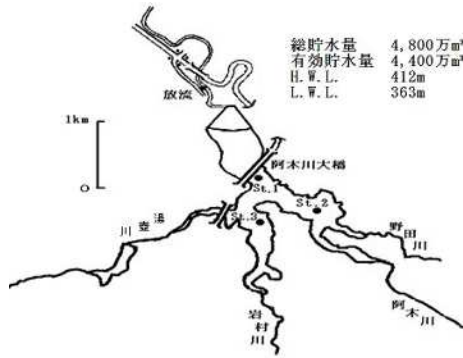 総貯水量 4,800万m³
有効貯水量 4,400万m³
H.W.L. 412m
L.W.L. 363m
放流
1km
0
阿木川大橋
St.1
St.2
St.3
湯壺川
野田川
阿木川
岩村川